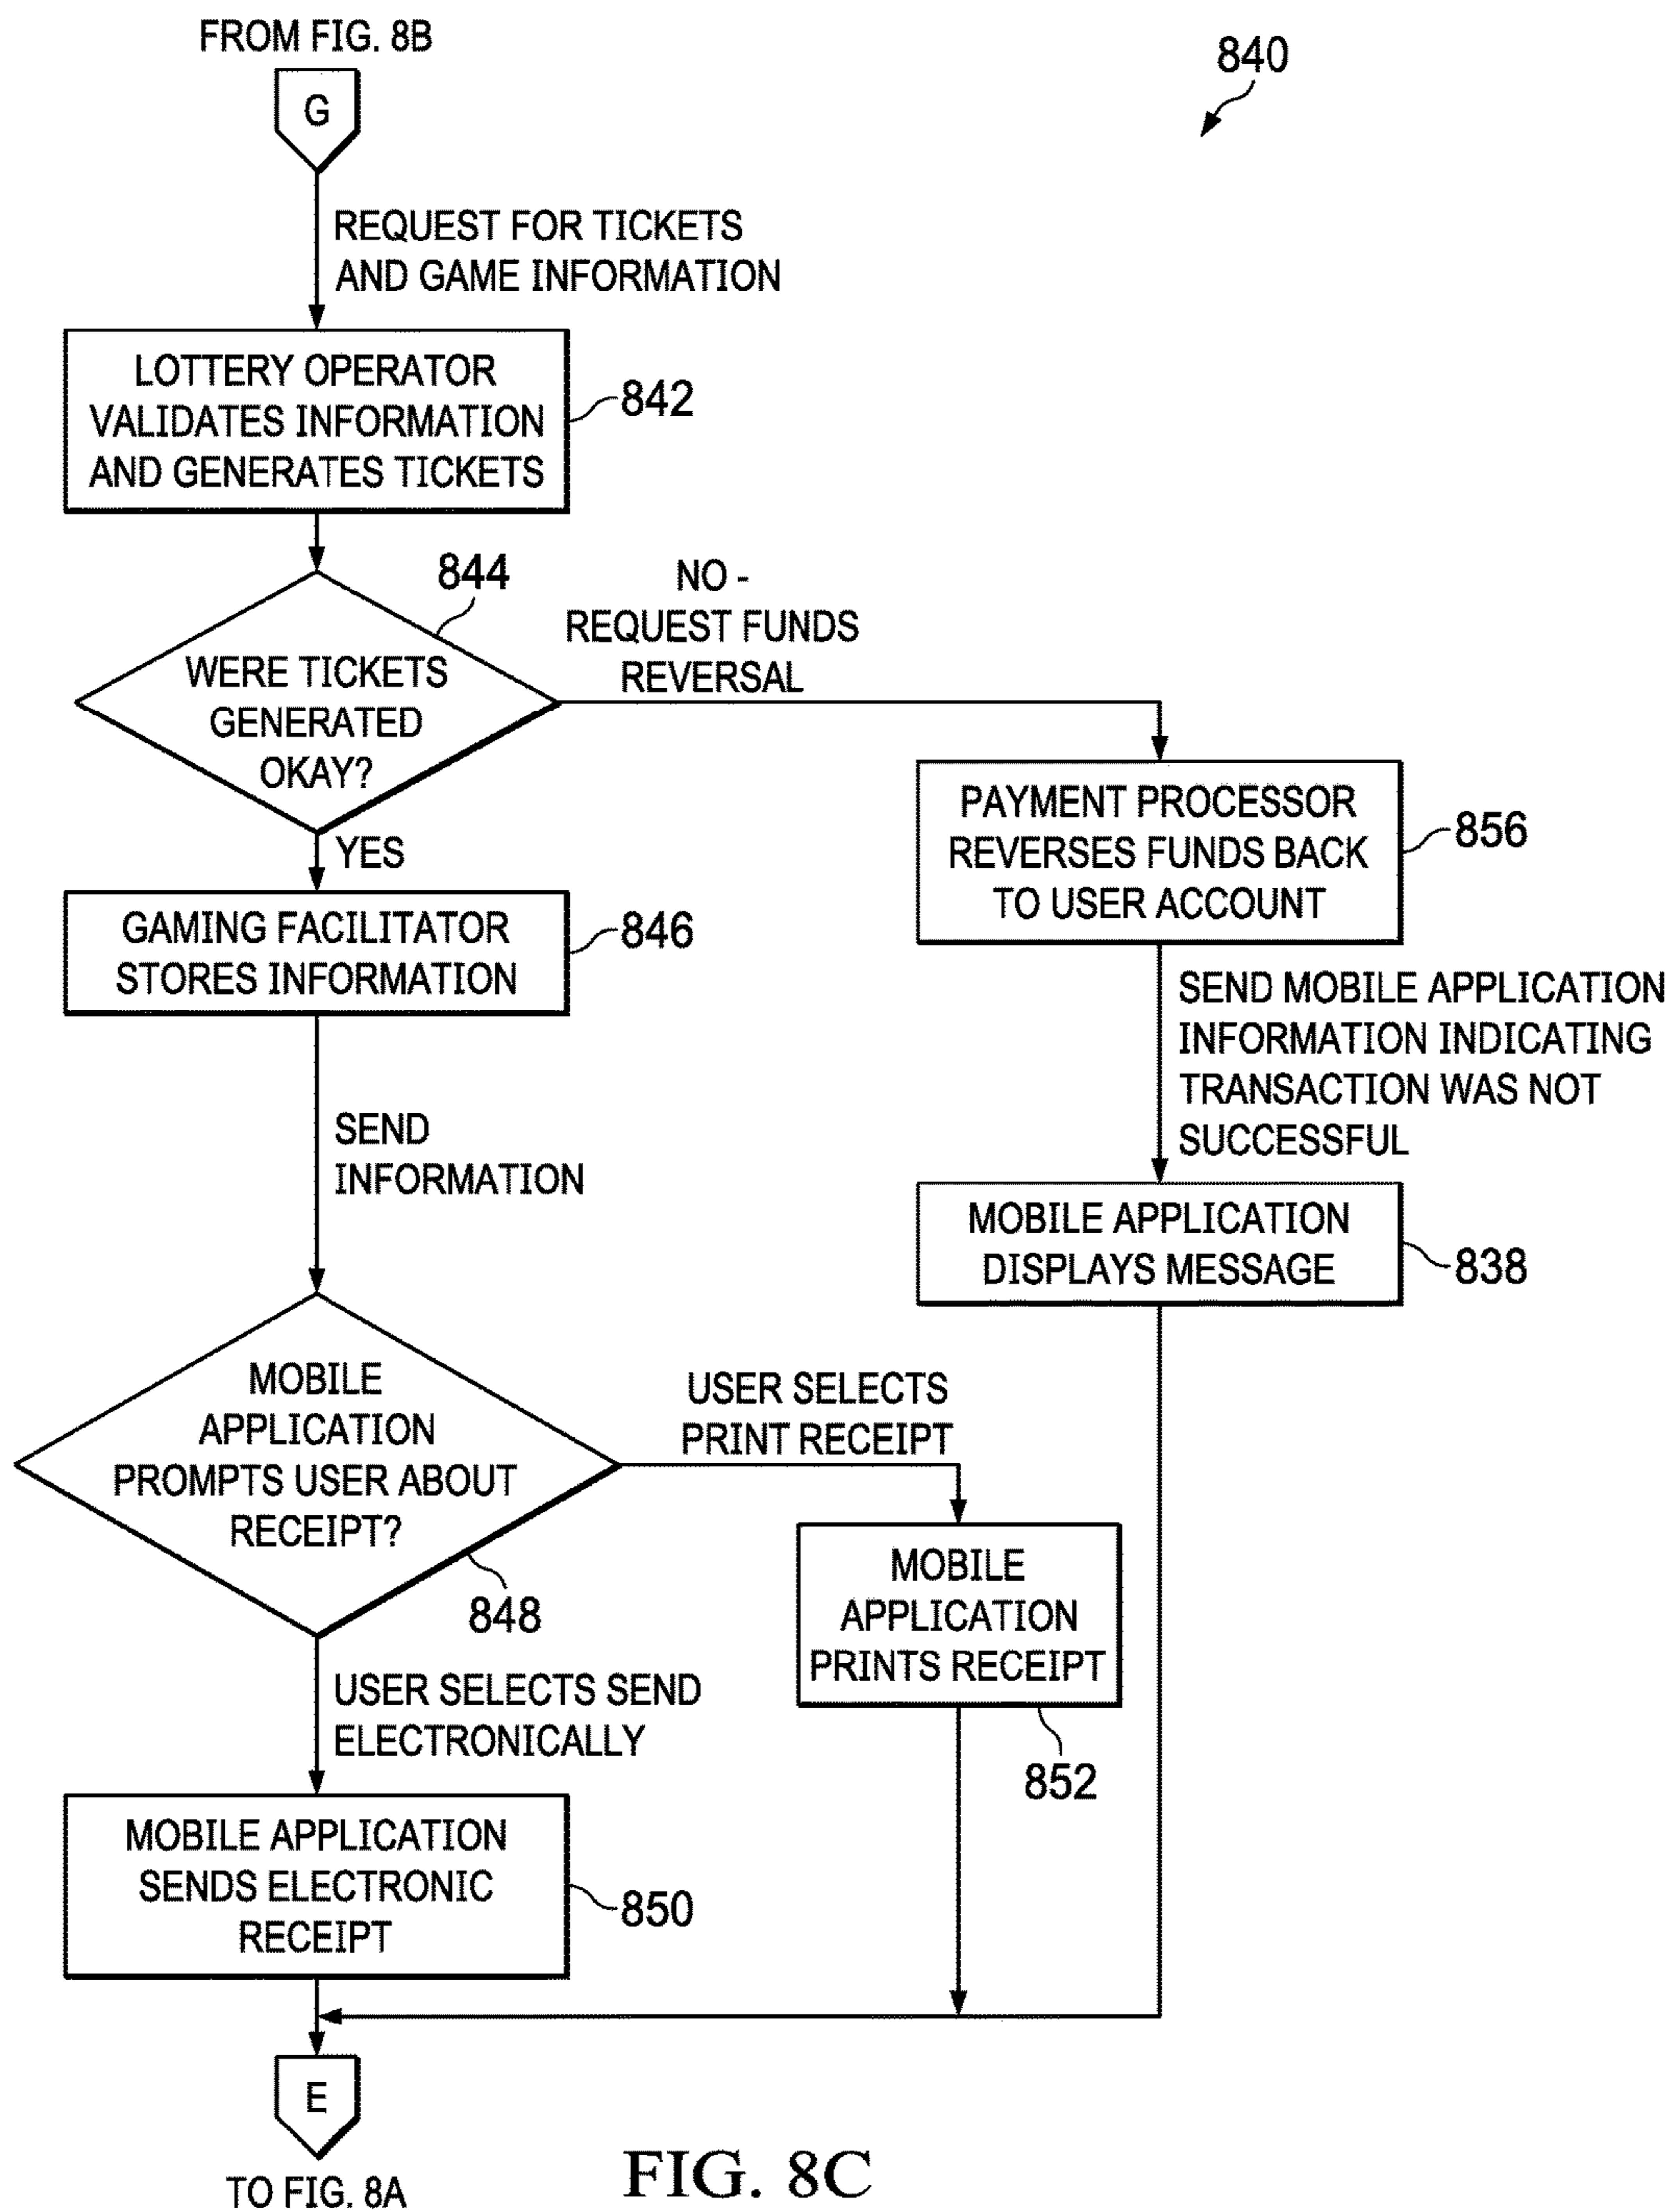 FROM FIG. 8B
840
G
REQUEST FOR TICKETS
AND GAME INFORMATION
LOTTERY OPERATOR
VALIDATES INFORMATION
AND GENERATES TICKETS
842
844
NO -
REQUEST FUNDS
REVERSAL
WERE TICKETS
GENERATED
OKAY?
YES
PAYMENT PROCESSOR
REVERSES FUNDS BACK
TO USER ACCOUNT
856
GAMING FACILITATOR
STORES INFORMATION
846
SEND MOBILE APPLICATION
INFORMATION INDICATING
TRANSACTION WAS NOT
SUCCESSFUL
SEND
INFORMATION
MOBILE APPLICATION
DISPLAYS MESSAGE
838
MOBILE
APPLICATION
PROMPTS USER ABOUT
RECEIPT?
848
USER SELECTS
PRINT RECEIPT
MOBILE
APPLICATION
PRINTS RECEIPT
852
USER SELECTS SEND
ELECTRONICALLY
MOBILE APPLICATION
SENDS ELECTRONIC
RECEIPT
850
E
TO FIG. 8A
FIG. 8C